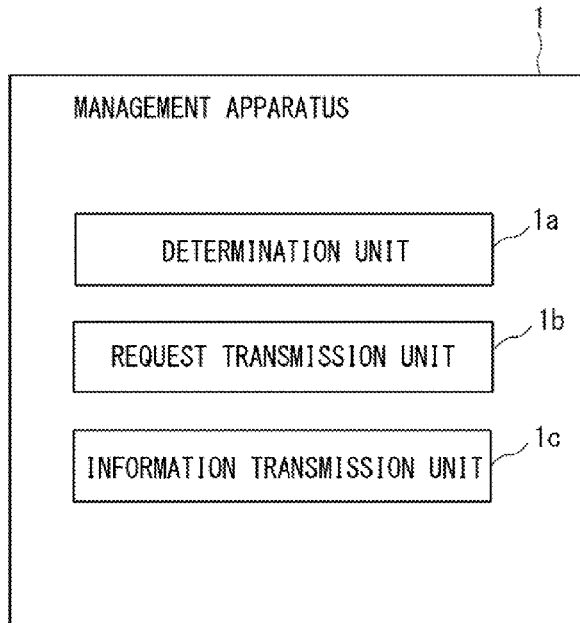 1
MANAGEMENT APPARATUS
DETERMINATION UNIT
1a
REQUEST TRANSMISSION UNIT
1b
INFORMATION TRANSMISSION UNIT
1c